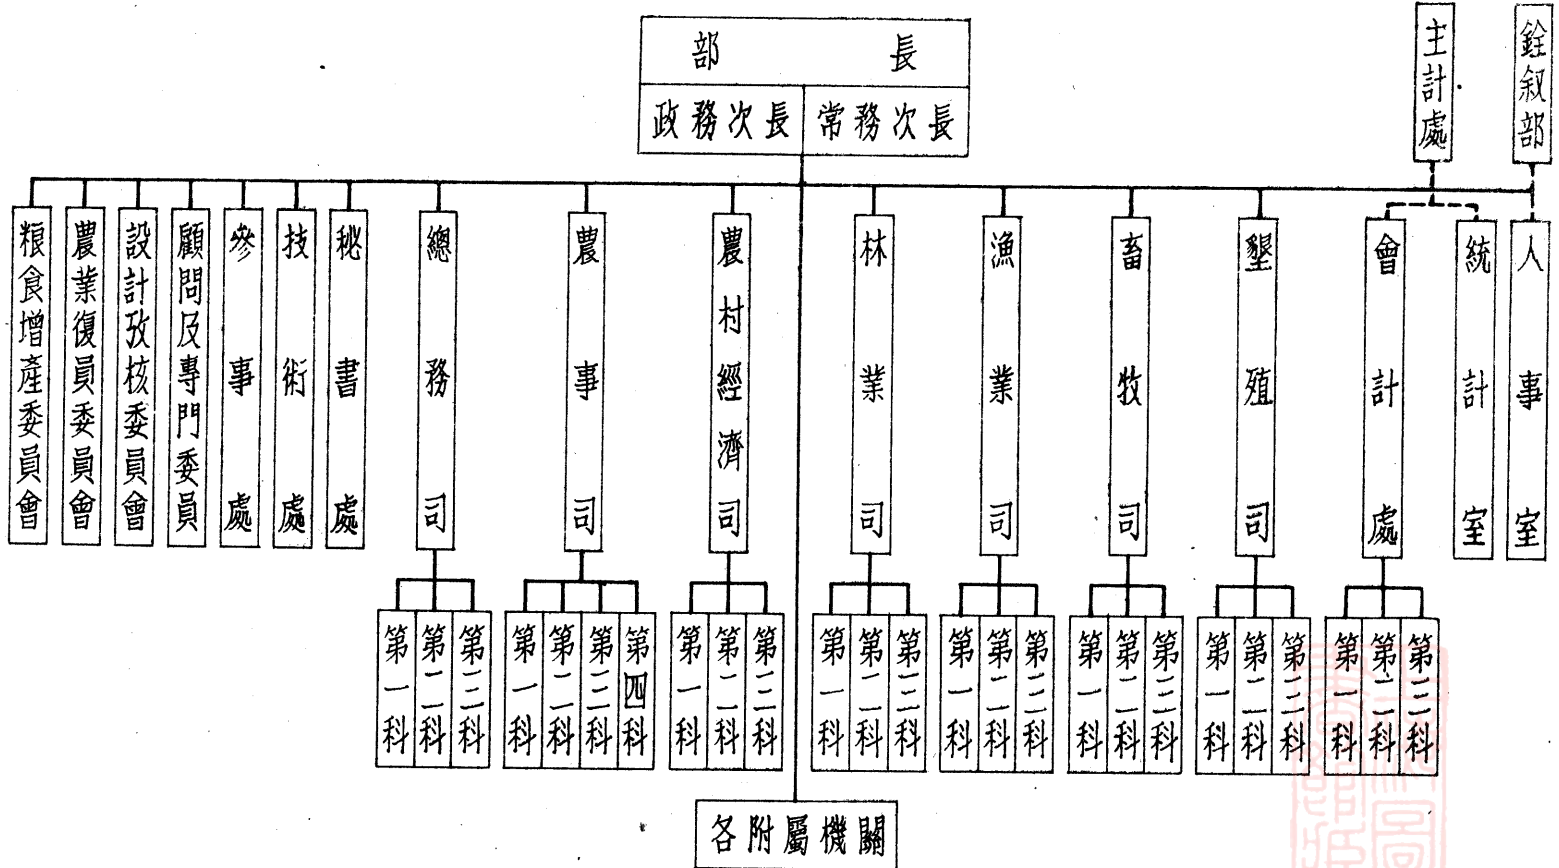 部長
政務次長
常務次長
主計處
銓叙部
粮食增產委員會
農業復員委員會
設計攷核委員會
顧問及專門委員
參事處
技術處
秘書處
總務司
農事司
農村經濟司
林業司
漁業司
畜牧司
墾殖司
會計處
統計室
人事室
第一科
第二科
第三科
第一科
第二科
第三科
第四科
第一科
第二科
第三科
第一科
第二科
第三科
第一科
第二科
第三科
第一科
第二科
第三科
第一科
第二科
第三科
第一科
第二科
第三科
各附屬機關